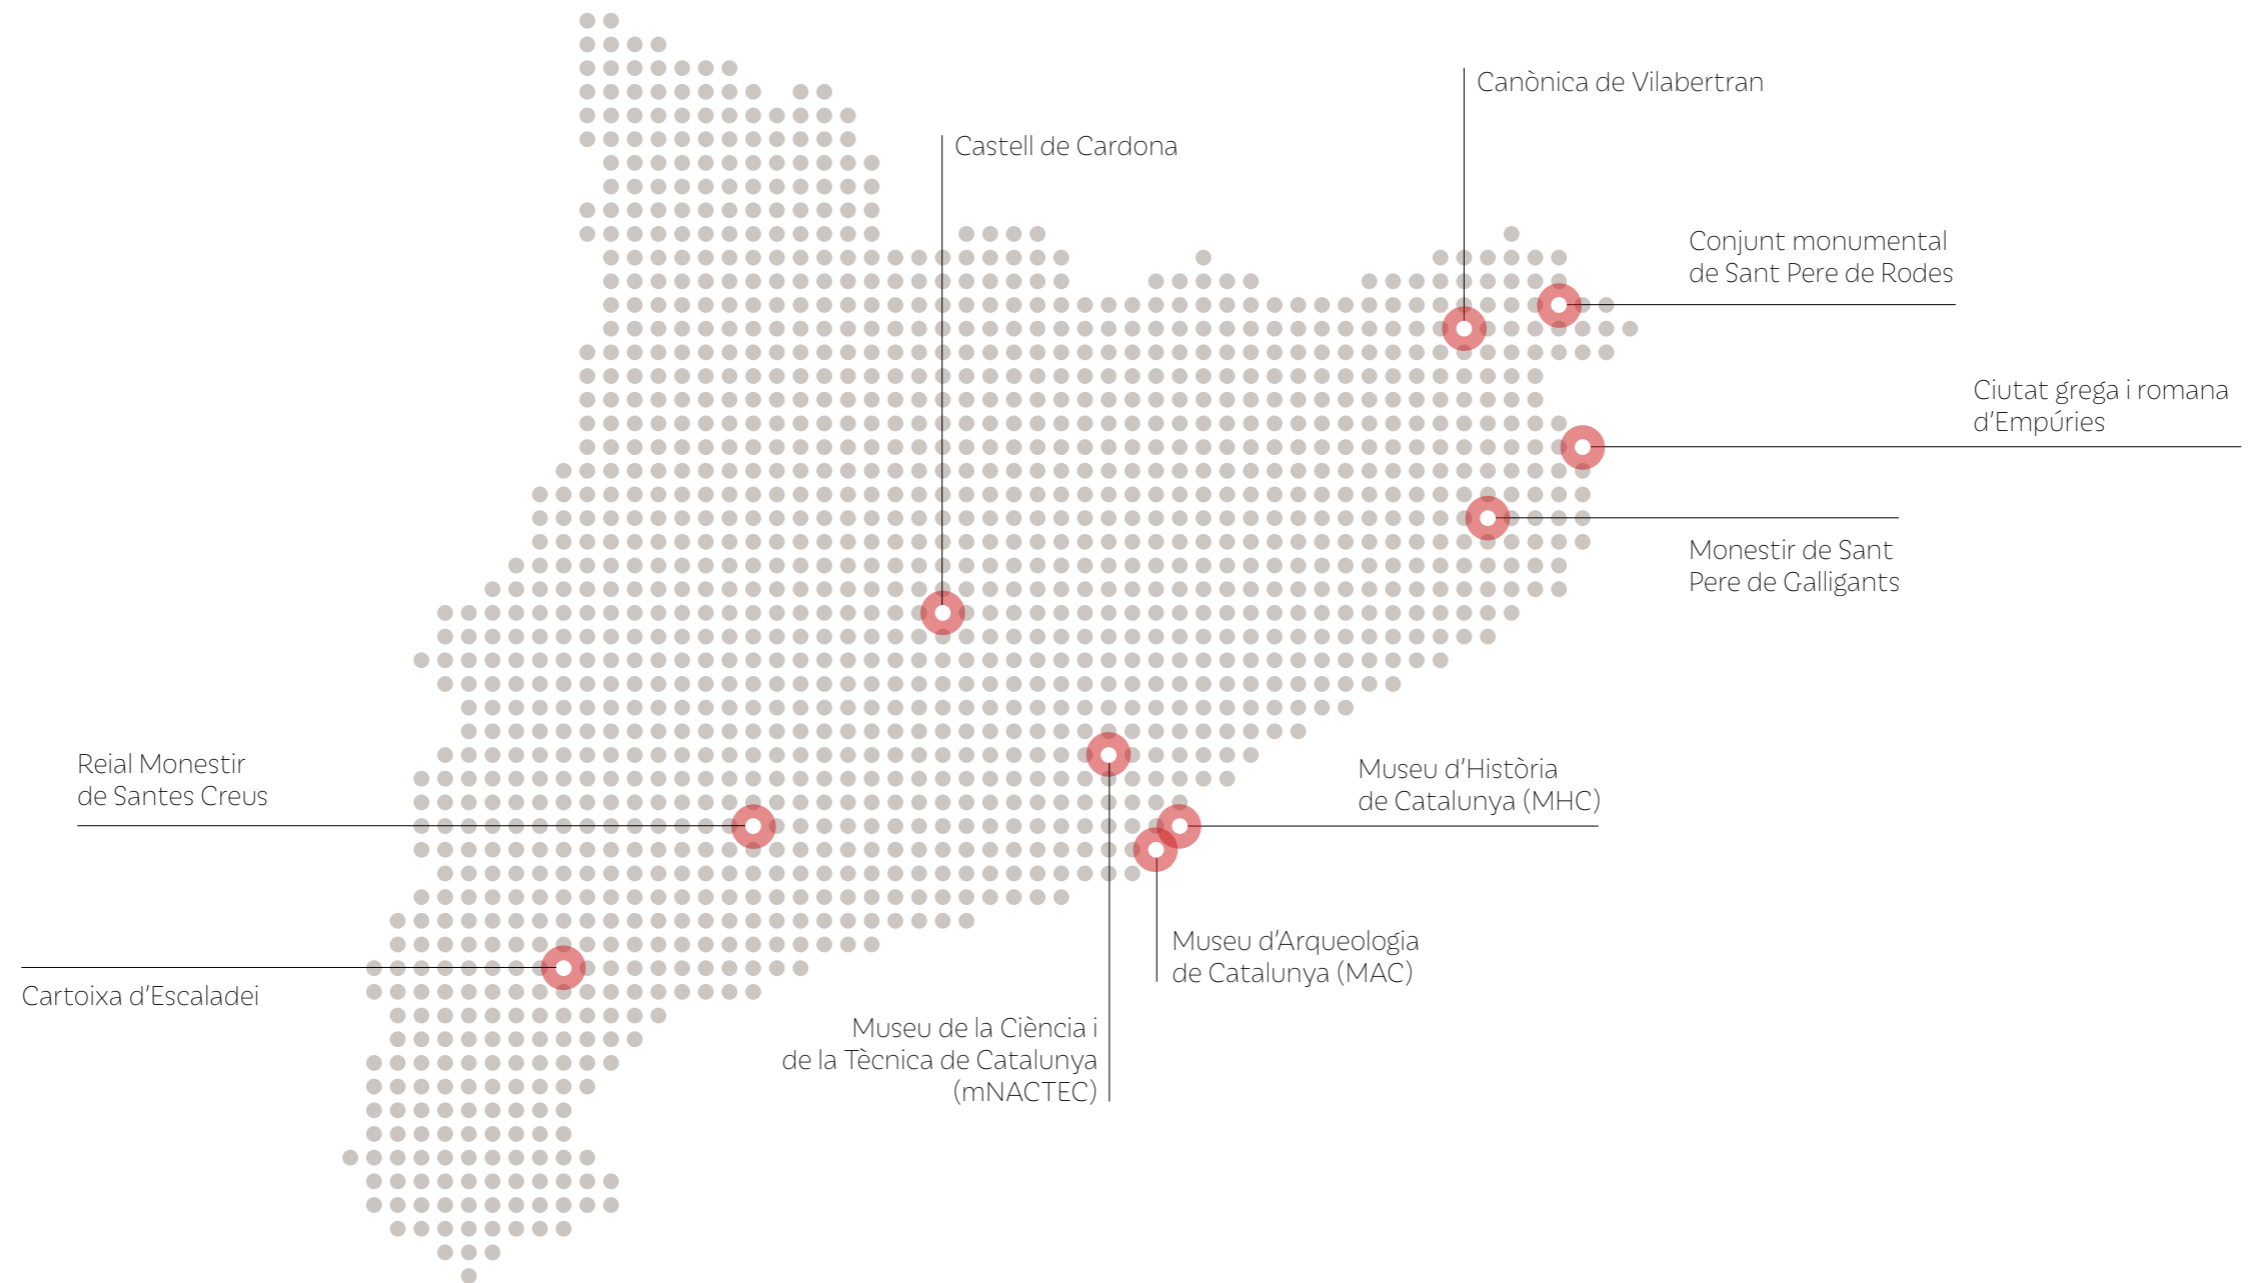 Canònica de Vilabertran
Castell de Cardona
Conjunt monumental
de Sant Pere de Rodes
Ciutat grega i romana
d'Empúries
Monestir de Sant
Pere de Galligants
Reial Monestir
de Santes Creus
Museu d'Història
de Catalunya (MHC)
Museu d'Arqueologia
de Catalunya (MAC)
Cartoixa d'Escaladei
Museu de la Ciència i
de la Tècnica de Catalunya
(mNACTEC)